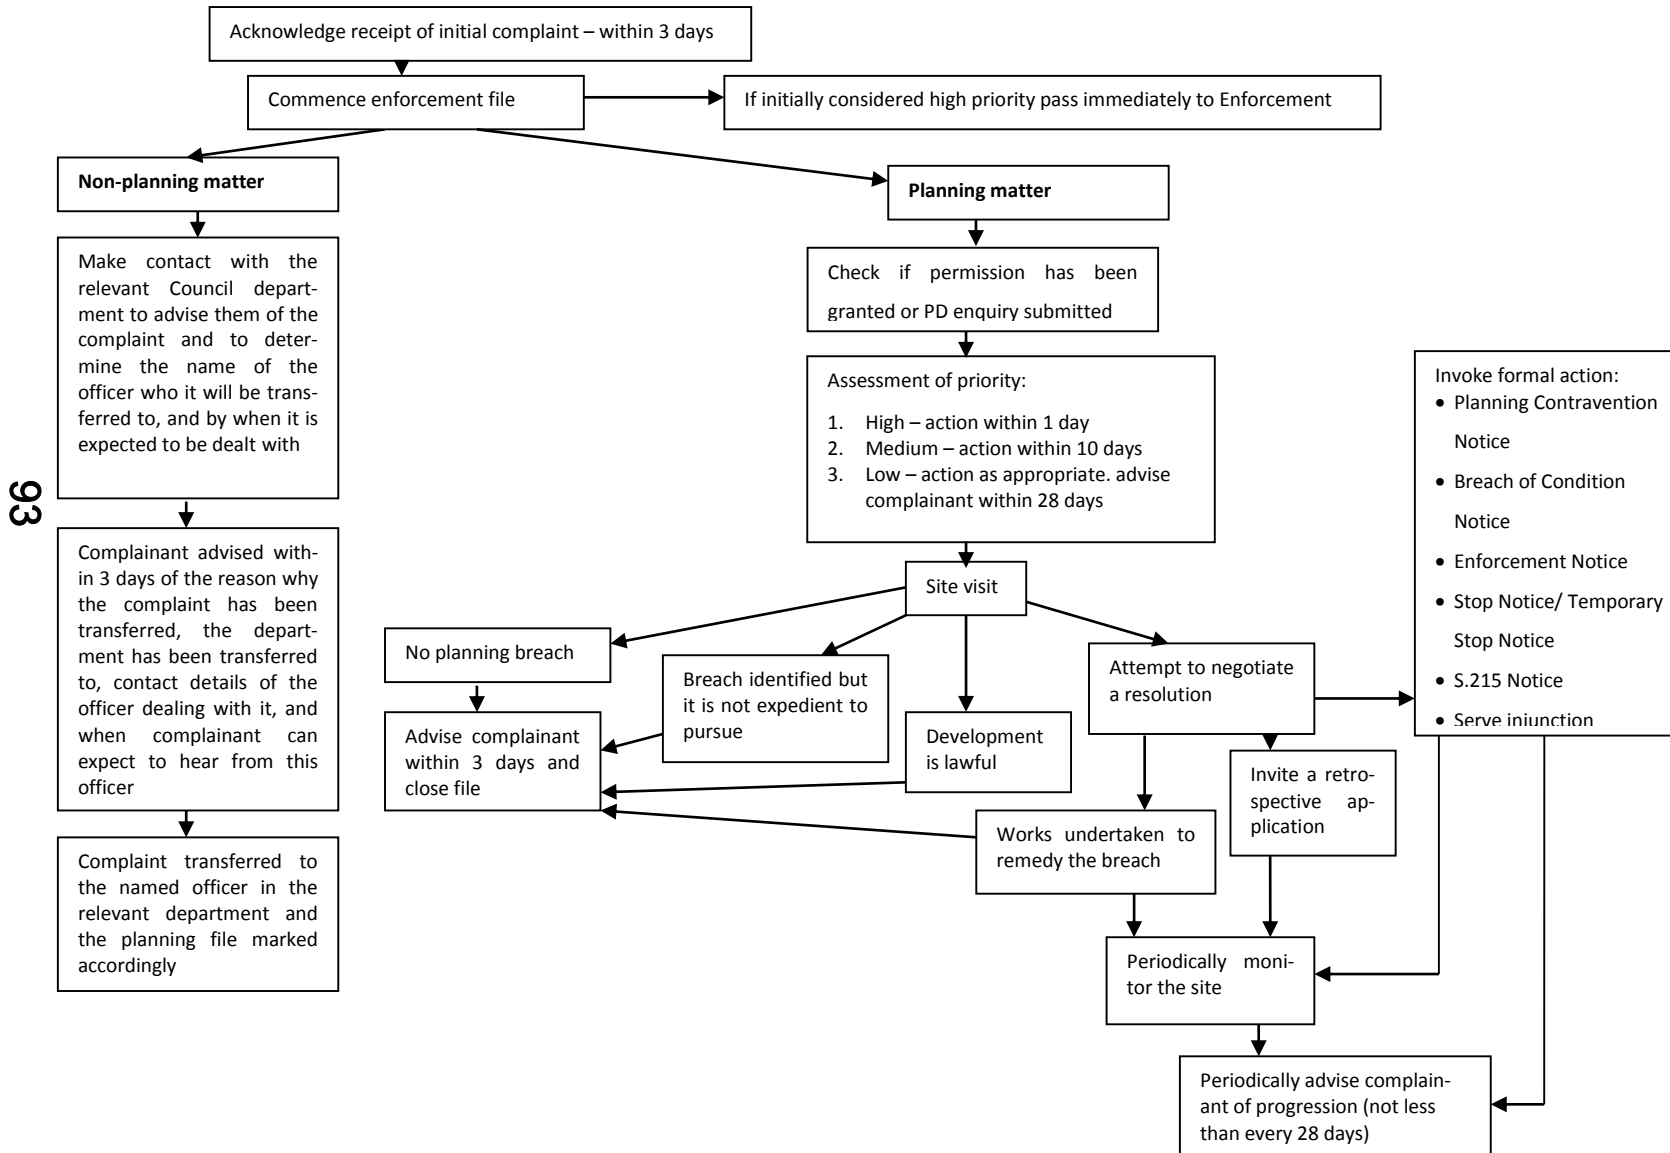 Acknowledge receipt of initial complaint – within 3 days
Commence enforcement file
If initially considered high priority pass immediately to Enforcement
Non-planning matter
Planning matter
Make contact with the
relevant Council depart-
ment to advise them of the
complaint and to deter-
mine the name of the
officer who it will be trans-
ferred to, and by when it is
expected to be dealt with
Complainant advised with-
in 3 days of the reason why
the complaint has been
transferred, the depart-
ment has been transferred
to, contact details of the
officer dealing with it, and
when complainant can
expect to hear from this
officer
Complaint transferred to
the named officer in the
relevant department and
the planning file marked
accordingly
Check if permission has been
granted or PD enquiry submitted
Assessment of priority:
1. High – action within 1 day
2. Medium – action within 10 days
3. Low – action as appropriate. advise
complainant within 28 days
Site visit
No planning breach
Breach identified but
it is not expedient to
pursue
Development
is lawful
Attempt to negotiate
a resolution
Advise complainant
within 3 days and
close file
Works undertaken to
remedy the breach
Invite a retro-
spective ap-
plication
Invoke formal action:
• Planning Contravention
Notice
• Breach of Condition
Notice
• Enforcement Notice
• Stop Notice/ Temporary
Stop Notice
• S.215 Notice
• Serve injunction
Periodically moni-
tor the site
Periodically advise complain-
ant of progression (not less
than every 28 days)
93